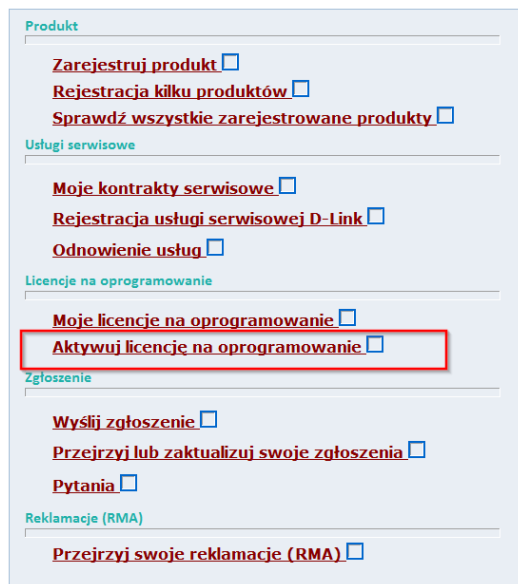 Produkt
Zarejestruj produkt
Rejestracja kilku produktów
Sprawdź wszystkie zarejestrowane produkty
Usługi serwisowe
Moje kontrakty serwisowe
Rejestracja usługi serwisowej D-Link
Odnowienie usług
Licencje na oprogramowanie
Moje licencje na oprogramowanie
Aktywuj licencję na oprogramowanie
Zgłoszenie
Wyślij zgłoszenie
Przejrzyj lub zaktualizuj swoje zgłoszenia
Pytania
Reklamacje (RMA)
Przejrzyj swoje reklamacje (RMA)